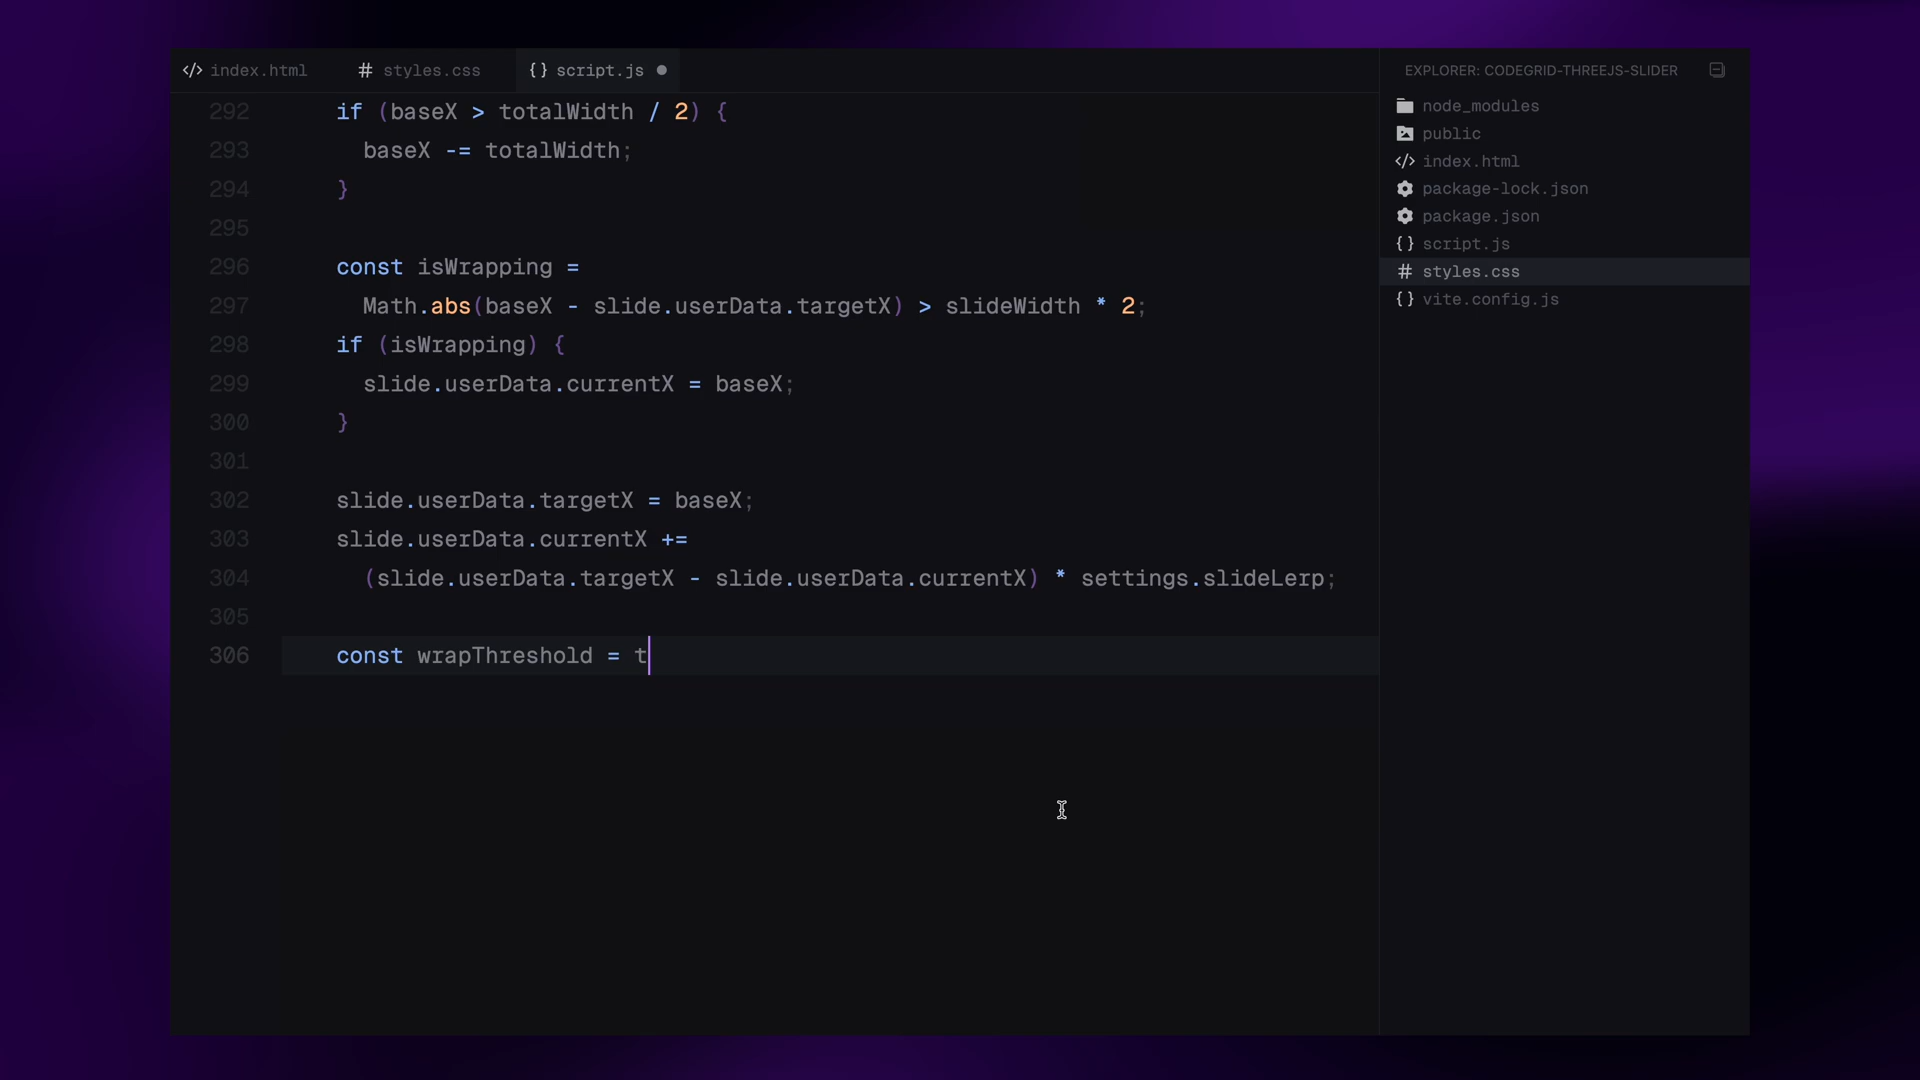 </> index.html # styles.css {} script.js
292 if (baseX > totalWidth / 2) {
293 baseX -= totalWidth;
294 }
295
296 const isWrapping =
297 Math.abs(baseX - slide.userData.targetX) > slideWidth * 2;
298 if (isWrapping) {
299 slide.userData.currentX = baseX;
300 }
301
302 slide.userData.targetX = baseX;
303 slide.userData.currentX +=
304 (slide.userData.targetX - slide.userData.currentX) * settings.slideLerp;
305
306 const wrapThreshold = t
EXPLORER: CODEGRID-THREEJS-SLIDER
node_modules
public
</> index.html
package-lock.json
package.json
{} script.js
# styles.css
{} vite.config.js